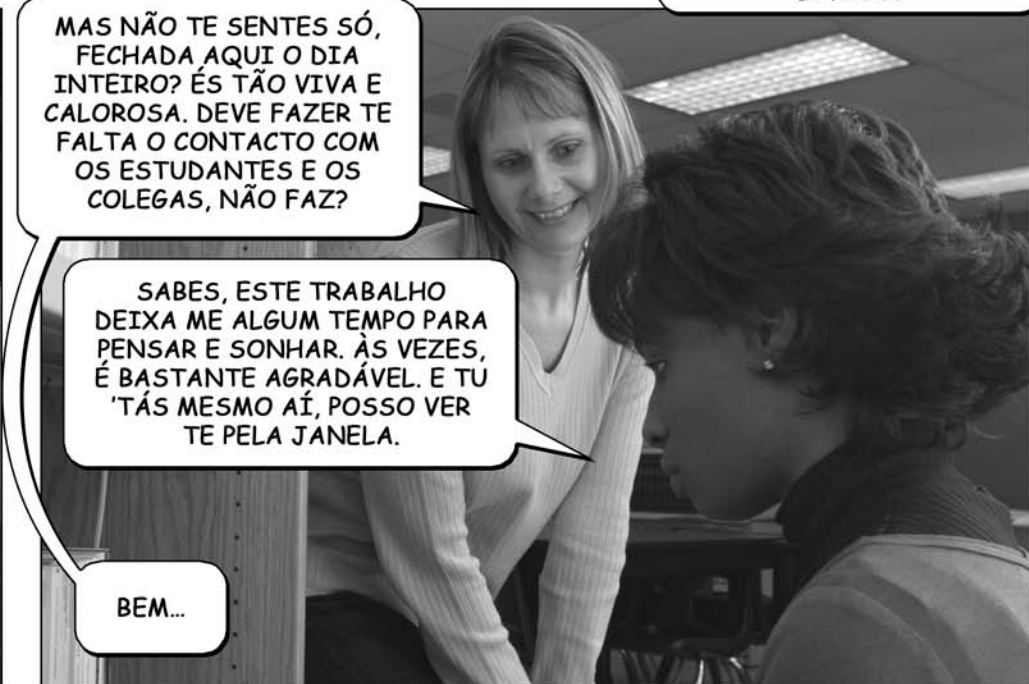 MAS NÃO TE SENTES SÓ,
FECHADA AQUI O DIA
INTEIRO? ÉS TÃO VIVA E
CALOROSA. DEVE FAZER TE
FALTA O CONTACTO COM
OS ESTUDANTES E OS
COLEGAS, NÃO FAZ?
SABES, ESTE TRABALHO
DEIXA ME ALGUM TEMPO PARA
PENSAR E SONHAR. ÀS VEZES,
É BASTANTE AGRADÁVEL. E TU
'TÁS MESMO AÍ, POSSO VER
TE PELA JANELA.
BEM...